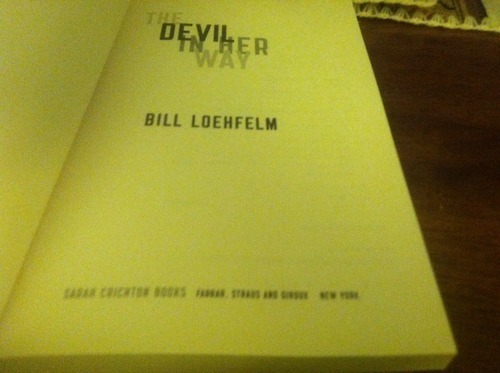 THE
DEVIL
IN HER
WAY
BILL LOEHFELM
SARAH CRICHTON BOOKS FARRAR, STRAUS AND GIROUX NEW YORK